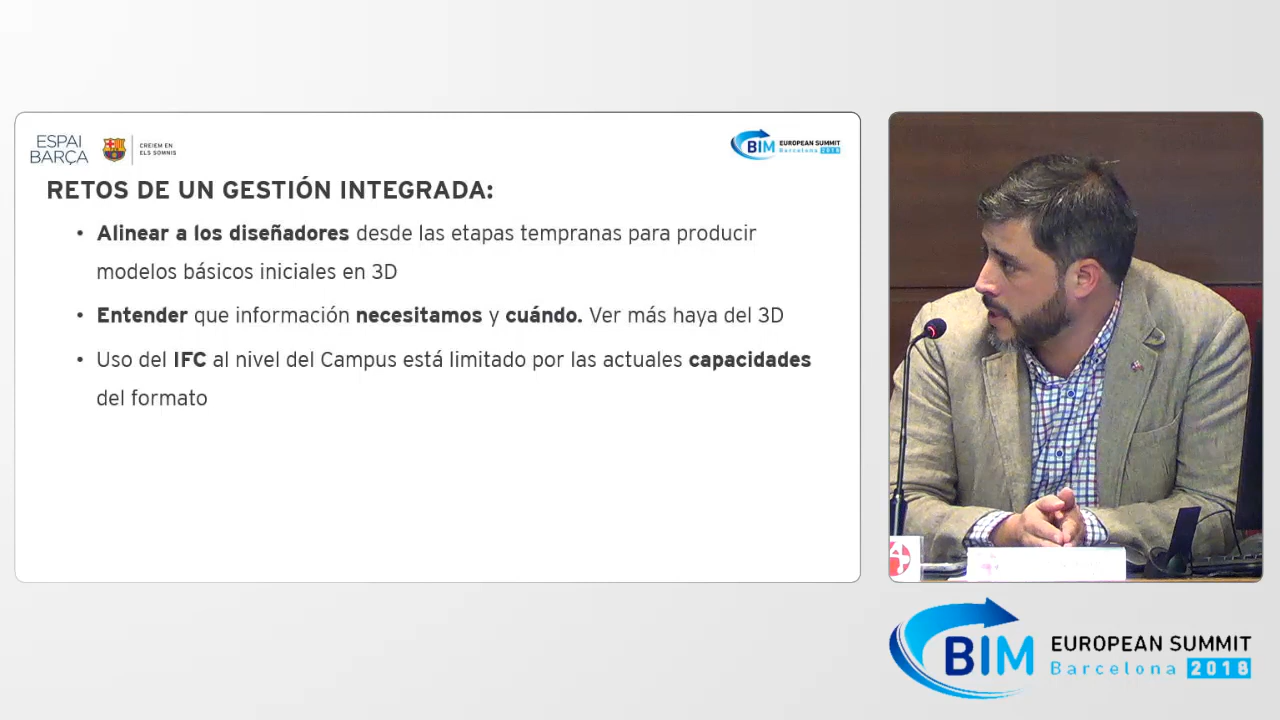 ESPAI
BARÇA
CREIEM EN
ELS SOMNIS
BIM
EUROPEAN SUMMIT
Barcelona 2018
RETOS DE UN GESTIÓN INTEGRADA:
• Alinear a los diseñadores desde las etapas tempranas para producir
modelos básicos iniciales en 3D
• Entender que información necesitamos y cuándo. Ver más haya del 3D
• Uso del IFC al nivel del Campus está limitado por las actuales capacidades
del formato
BIM
EUROPEAN SUMMIT
Barcelona 2018